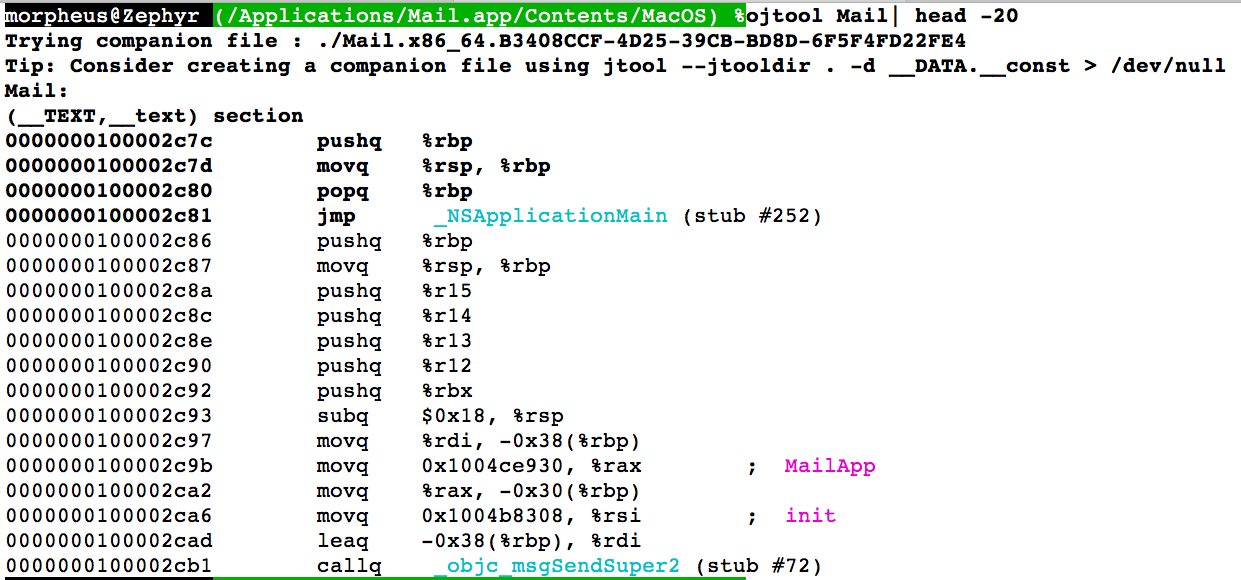 morpheus@Zephyr (/Applications/Mail.app/Contents/MacOS) %ojtool Mail| head -20
Trying companion file : ./Mail.x86_64.B3408CCF-4D25-39CB-BD8D-6F5F4FD22FE4
Tip: Consider creating a companion file using jtool --jtooldir . -d __DATA.__const > /dev/null
Mail:
(__TEXT,__text) section
0000000100002c7c pushq %rbp
0000000100002c7d movq %rsp, %rbp
0000000100002c80 popq %rbp
0000000100002c81 jmp _NSApplicationMain (stub #252)
0000000100002c86 pushq %rbp
0000000100002c87 movq %rsp, %rbp
0000000100002c8a pushq %r15
0000000100002c8c pushq %r14
0000000100002c8e pushq %r13
0000000100002c90 pushq %r12
0000000100002c92 pushq %rbx
0000000100002c93 subq $0x18, %rsp
0000000100002c97 movq %rdi, -0x38(%rbp)
0000000100002c9b movq 0x1004ce930, %rax ; MailApp
0000000100002ca2 movq %rax, -0x30(%rbp)
0000000100002ca6 movq 0x1004b8308, %rsi ; init
0000000100002cad leaq -0x38(%rbp), %rdi
0000000100002cb1 callq _objc_msgSendSuper2 (stub #72)